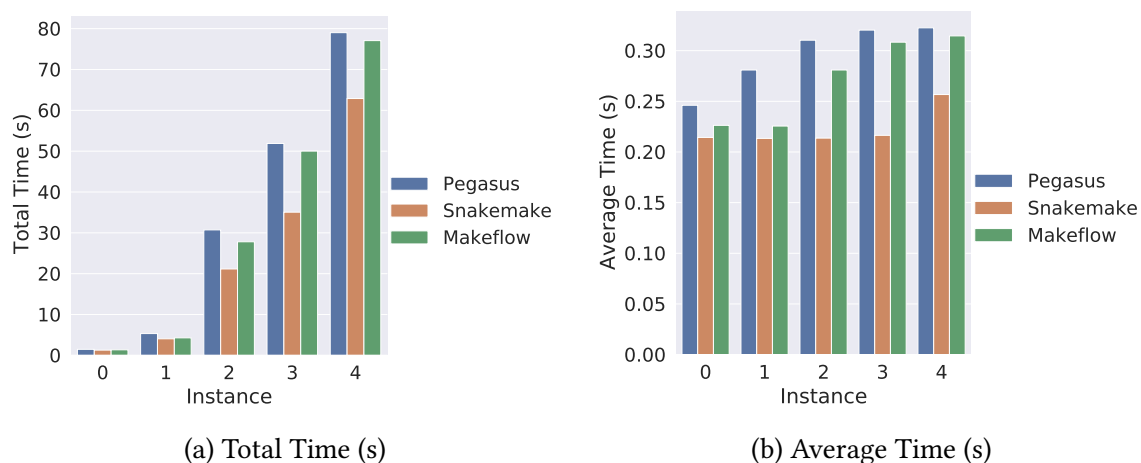 80
70
60
50
40
30
20
10
0
Total Time (s)
0 1 2 3 4
Instance
Pegasus
Snakemake
Makeflow
(a) Total Time (s)
0.30
0.25
0.20
0.15
0.10
0.05
0.00
Average Time (s)
0 1 2 3 4
Instance
Pegasus
Snakemake
Makeflow
(b) Average Time (s)